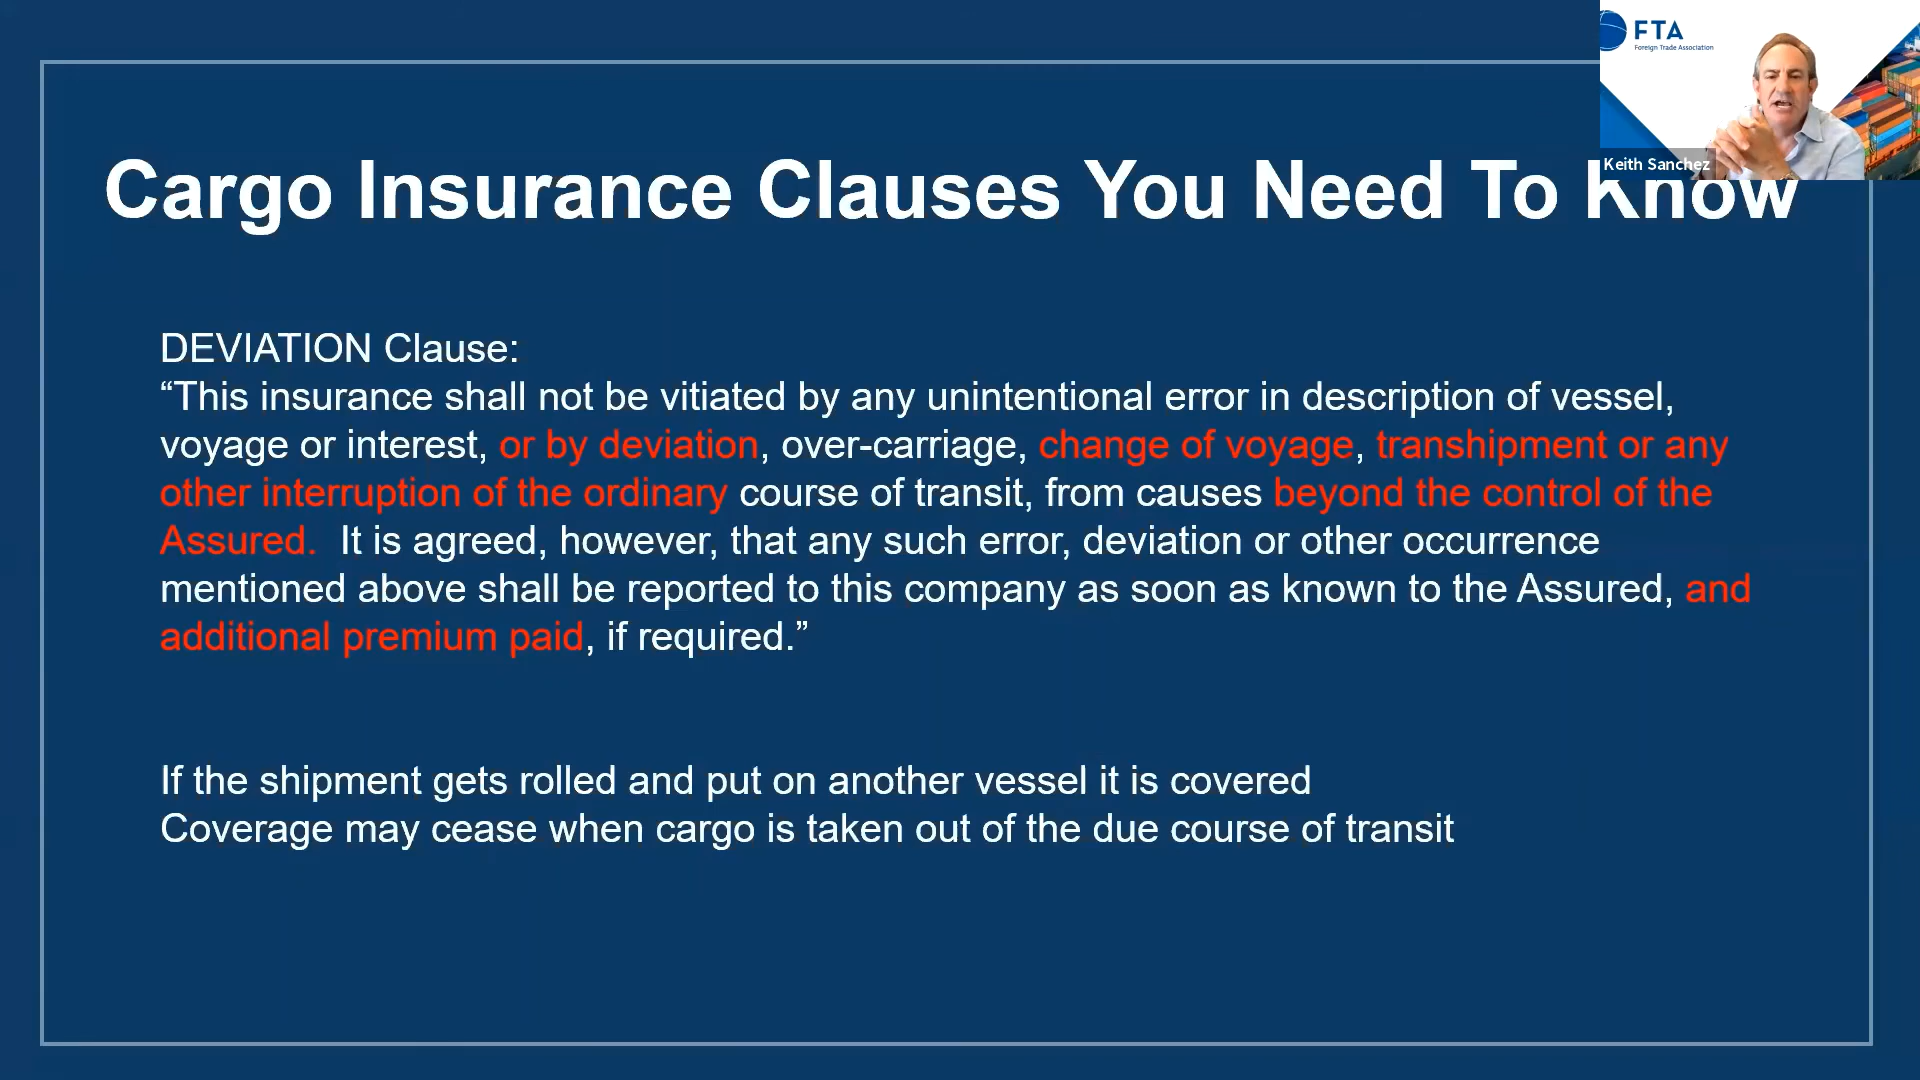 FTA
Foreign Trade Association
Keith Sanchez
Cargo Insurance Clauses You Need To Know
DEVIATION Clause:
“This insurance shall not be vitiated by any unintentional error in description of vessel,
voyage or interest, or by deviation, over-carriage, change of voyage, transhipment or any
other interruption of the ordinary course of transit, from causes beyond the control of the
Assured.  It is agreed, however, that any such error, deviation or other occurrence
mentioned above shall be reported to this company as soon as known to the Assured, and
additional premium paid, if required.”
If the shipment gets rolled and put on another vessel it is covered
Coverage may cease when cargo is taken out of the due course of transit